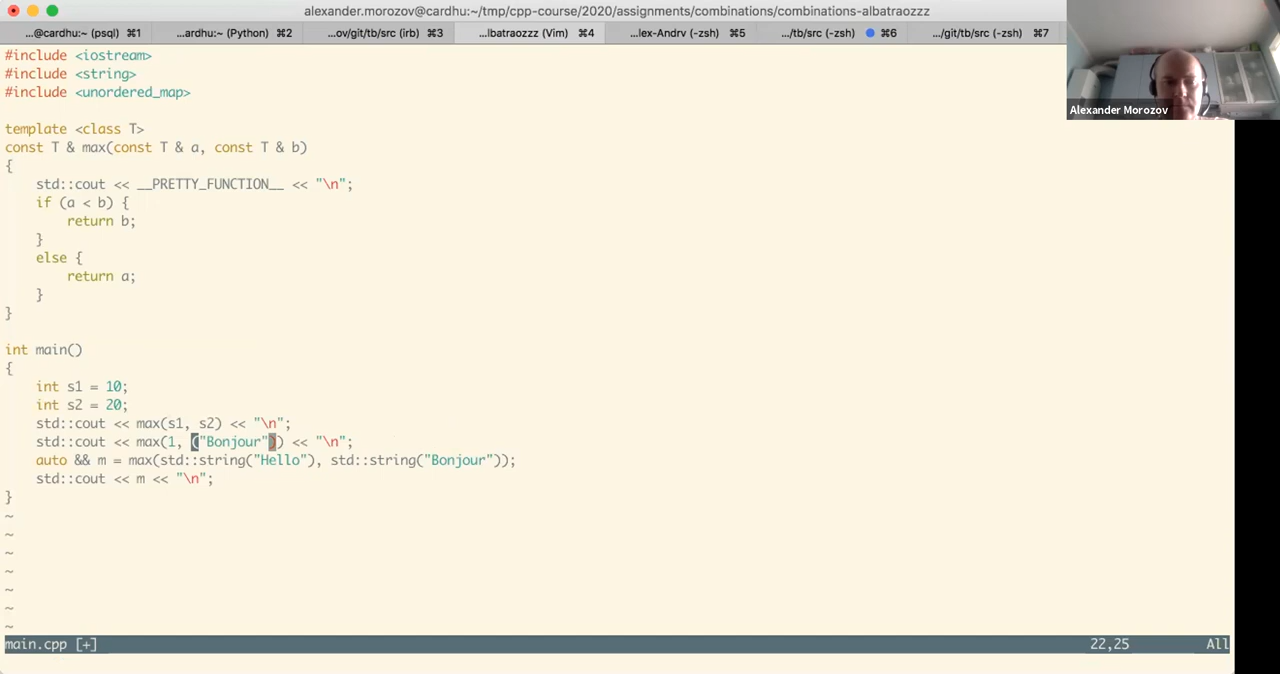 alexander.morozov@cardhu:~/tmp/cpp-course/2020/assignments/combinations/combinations-albatraozzz
...@cardhu:~ (psql) ⌘1 ...ardhu:~ (Python) ⌘2 ...ov/git/tb/src (irb) ⌘3 ...lbatraozzz (Vim) ⌘4 ...lex-Andrv (-zsh) ⌘5 .../tb/src (-zsh) ⌘6 .../git/tb/src (-zsh) ⌘7
Alexander Morozov
#include <iostream>
#include <string>
#include <unordered_map>
template <class T>
const T & max(const T & a, const T & b)
{
    std::cout << __PRETTY_FUNCTION__ << "\n";
    if (a < b) {
        return b;
    }
    else {
        return a;
    }
}
int main()
{
    int s1 = 10;
    int s2 = 20;
    std::cout << max(s1, s2) << "\n";
    std::cout << max(1, ("Bonjour")) << "\n";
    auto && m = max(std::string("Hello"), std::string("Bonjour"));
    std::cout << m << "\n";
}
~
~
~
~
~
~
~
main.cpp [+] 22,25 All